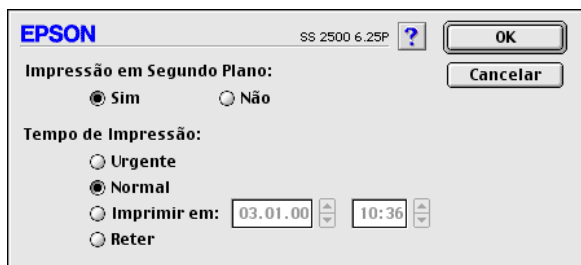 EPSON SS 2500 6.25P ? OK
Impressão em Segundo Plano: Cancelar
Sim Não
Tempo de Impressão:
Urgente
Normal
Imprimir em: 03.01.00 10:36
Reter